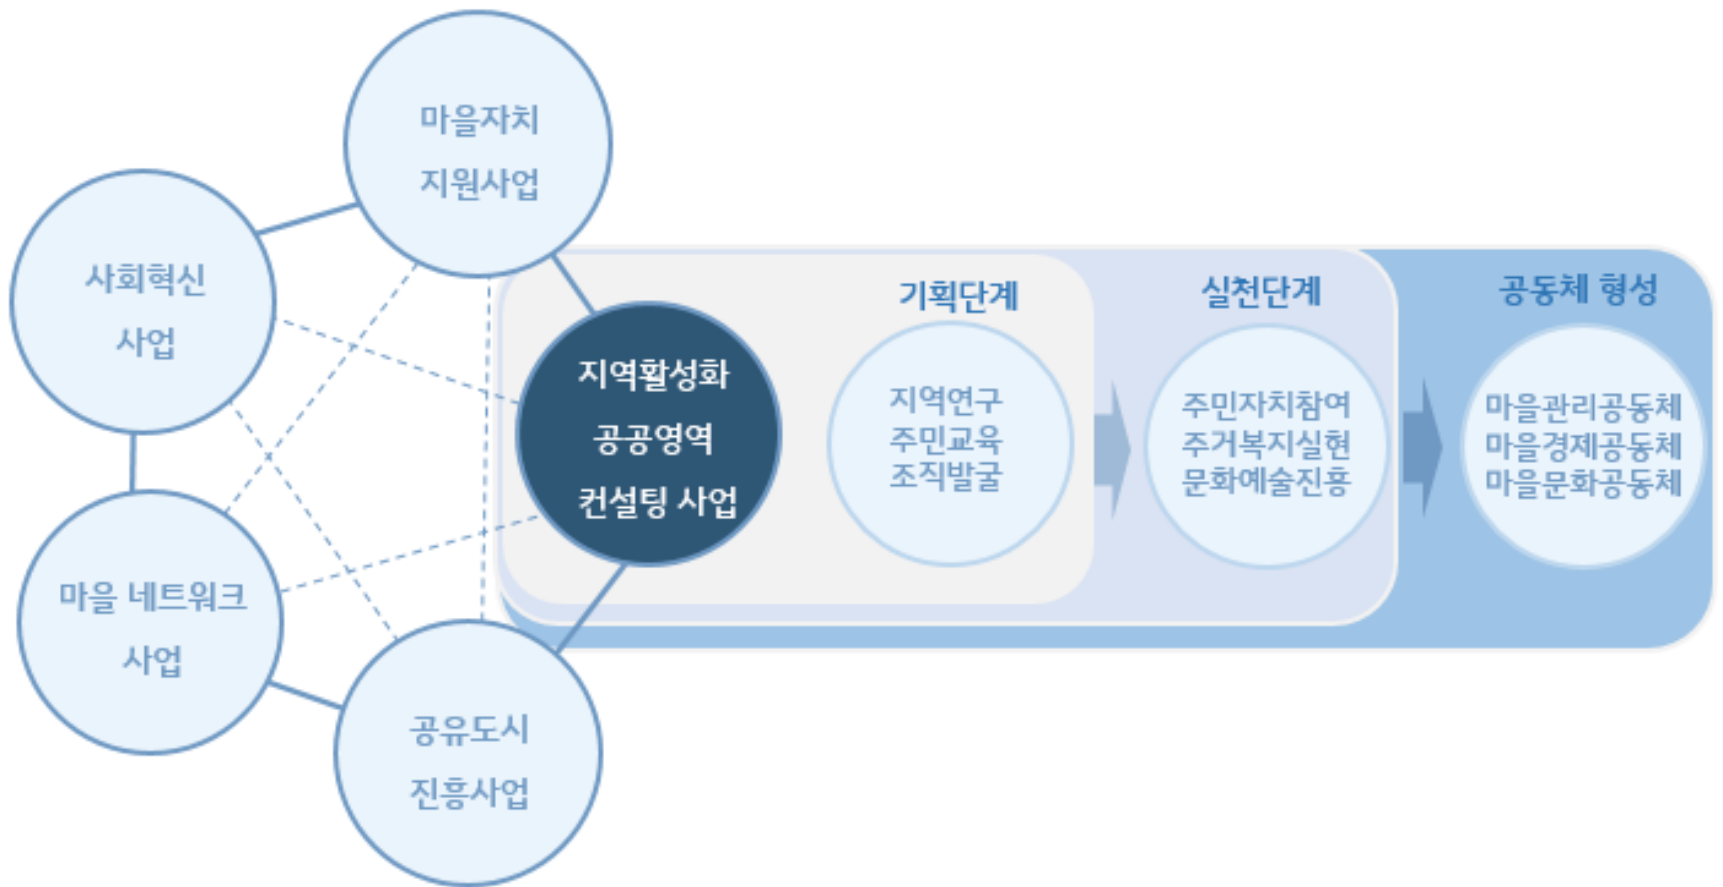 마을자치
지원사업
사회혁신
사업
지역활성화
공공영역
컨설팅 사업
마을 네트워크
사업
공유도시
진흥사업
기획단계
지역연구
주민교육
조직발굴
실천단계
주민자치참여
주거복지실현
문화예술진흥
공동체 형성
마을관리공동체
마을경제공동체
마을문화공동체